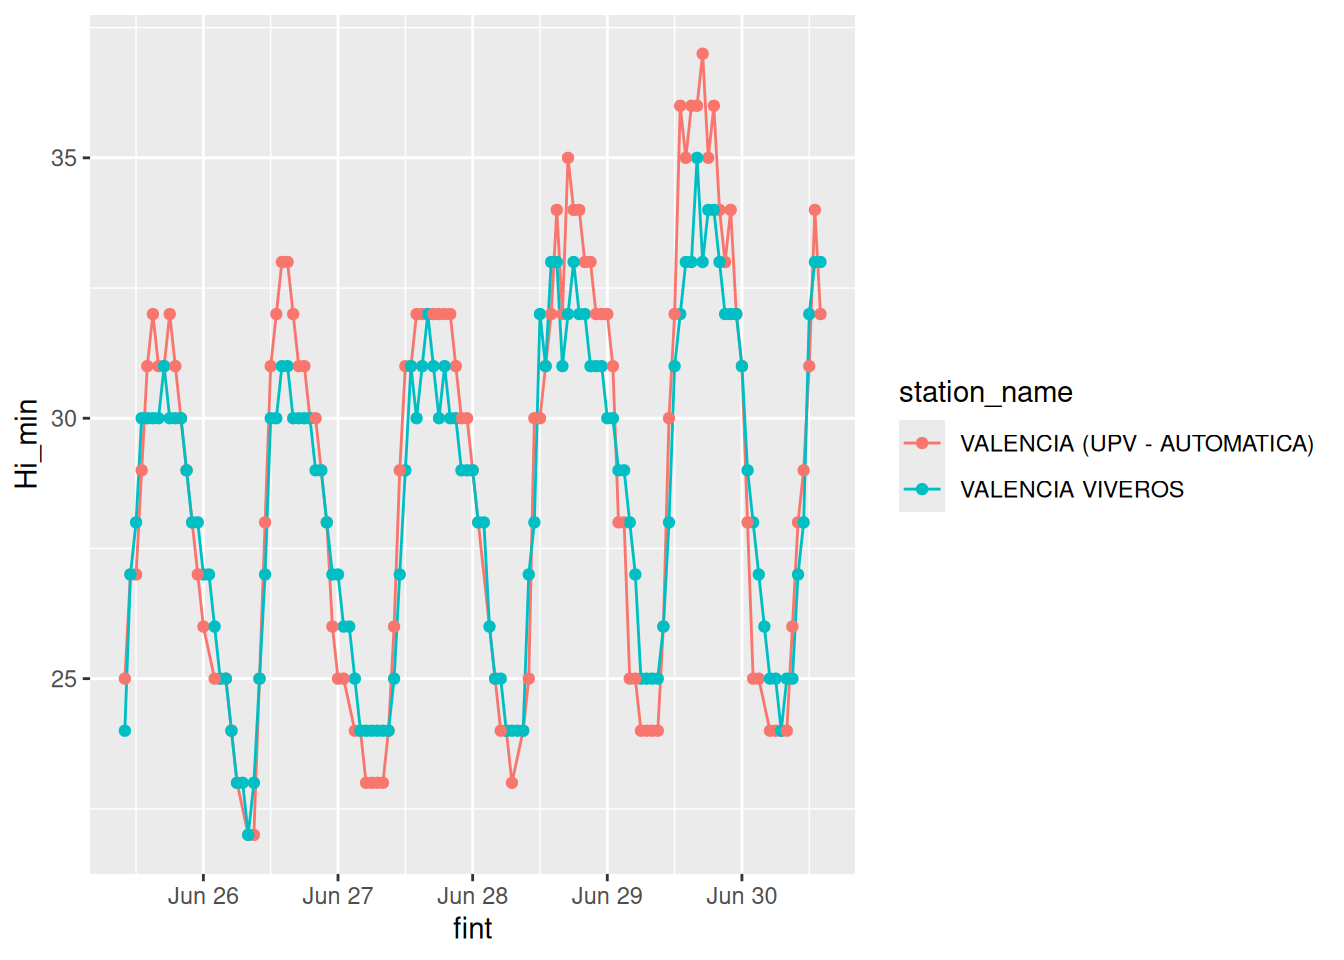 35
30
25
Hi_min
Jun 26
Jun 27
Jun 28
Jun 29
Jun 30
fint
station_name
VALENCIA (UPV - AUTOMATICA)
VALENCIA VIVEROS